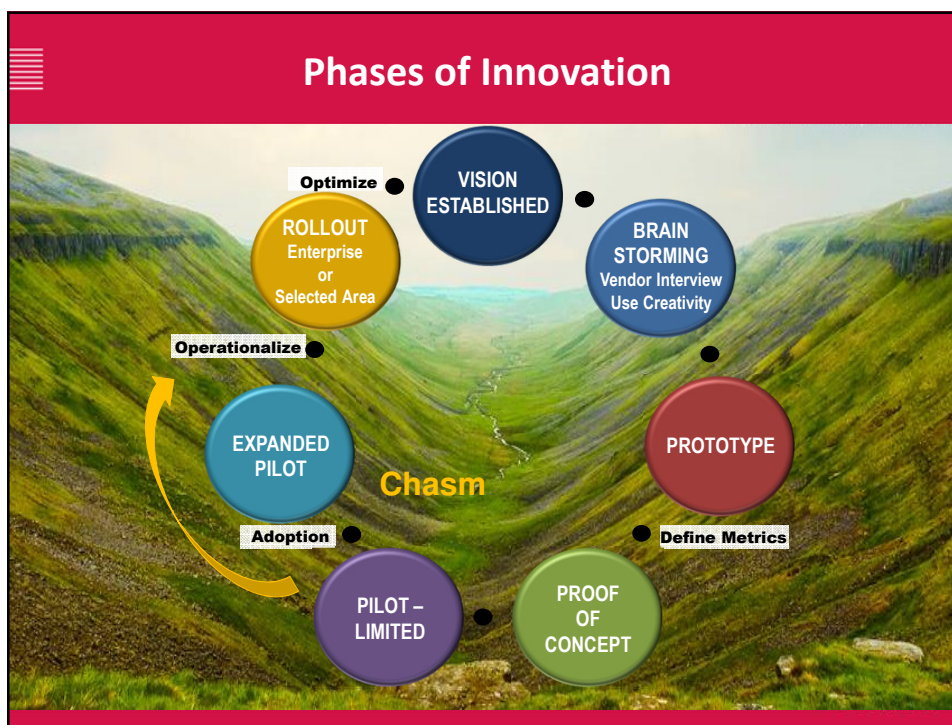 Phases of Innovation
VISION
ESTABLISHED
BRAIN
STORMING
Vendor Interview
Use Creativity
PROTOTYPE
Define Metrics
PROOF
OF
CONCEPT
PILOT –
LIMITED
Adoption
Chasm
EXPANDED
PILOT
Operationalize
ROLLOUT
Enterprise
or
Selected Area
Optimize